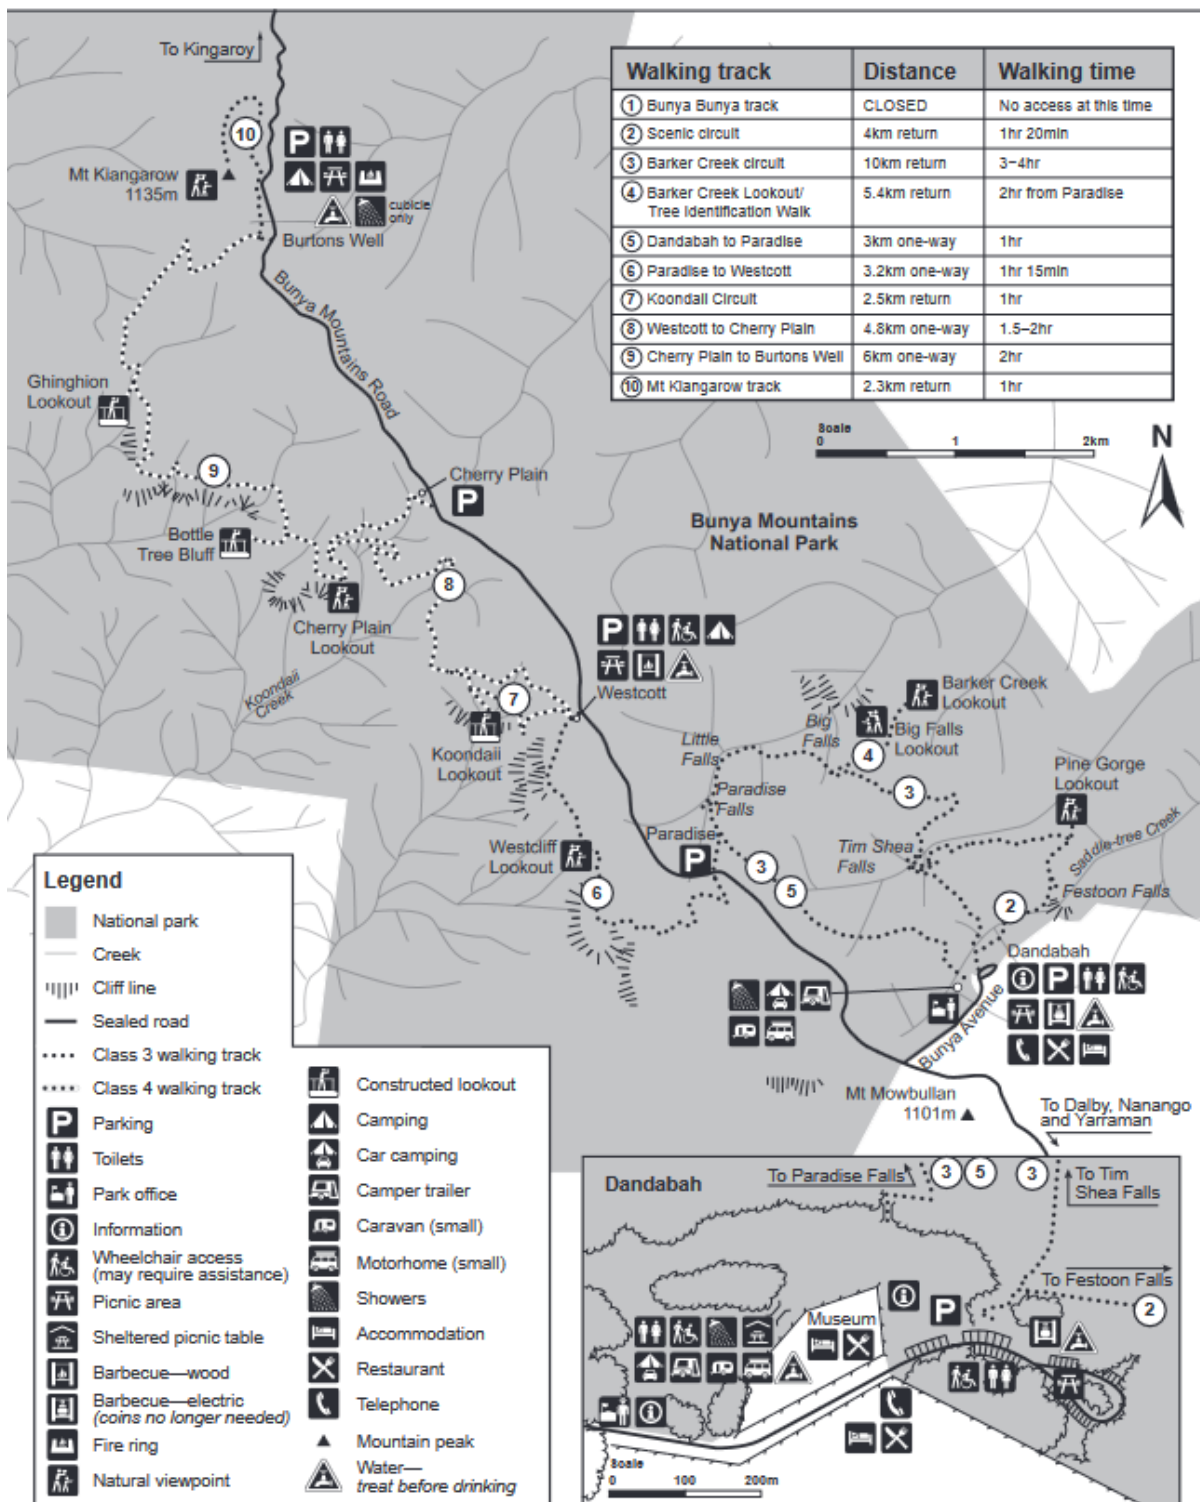 To Kingaroy
Walking track Distance Walking time
1 Bunya Bunya track CLOSED No access at this time
2 Scenic circuit 4km return 1hr 20min
3 Barker Creek circuit 10km return 3–4hr
4 Barker Creek Lookout/ 5.4km return 2hr from Paradise
Tree Identification Walk
5 Dandabah to Paradise 3km one-way 1hr
6 Paradise to Westcott 3.2km one-way 1hr 15min
7 Koondaii Circuit 2.5km return 1hr
8 Westcott to Cherry Plain 4.8km one-way 1.5–2hr
9 Cherry Plain to Burtons Well 6km one-way 2hr
10 Mt Kiangarow track 2.3km return 1hr
Scale
0 1 2km
N
10
P
Mt Kiangarow
1135m
cubicle
only
Burtons Well
Bunya Mountains Road
Ghinghion
Lookout
9
Cherry Plain
P
Bottle
Tree Bluff
Bunya Mountains
National Park
8
Cherry Plain
Lookout
P
Westcott
Koondaii
Creek
7
Koondaii
Lookout
Barker Creek
Lookout
Big
Falls
Big Falls
Lookout
4
Little
Falls
3
Pine Gorge
Lookout
Paradise
Falls
Paradise
P
Tim Shea
Falls
Saddle-tree Creek
Westcliff
Lookout
3
5
6
2
Festoon Falls
Dandabah
i P
Bunya Avenue
Mt Mowbullan
1101m
To Dalby, Nanango
and Yarraman
Legend
National park
Creek
Cliff line
Sealed road
Class 3 walking track
Class 4 walking track
P Parking
Toilets
Park office
i Information
Wheelchair access
(may require assistance)
Picnic area
Sheltered picnic table
Barbecue—wood
Barbecue—electric
(coins no longer needed)
Fire ring
Natural viewpoint
Constructed lookout
Camping
Car camping
Camper trailer
Caravan (small)
Motorhome (small)
Showers
Accommodation
Restaurant
Telephone
Mountain peak
Water—
treat before drinking
Dandabah
To Paradise Falls
3 5 3
To Tim
Shea Falls
To Festoon Falls
2
i
P
Museum
i
Scale
0 100 200m